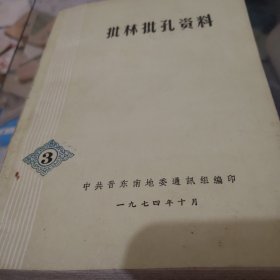 批林批孔资料
3
中共晋东南地委通訊组编印
一九七四年十月